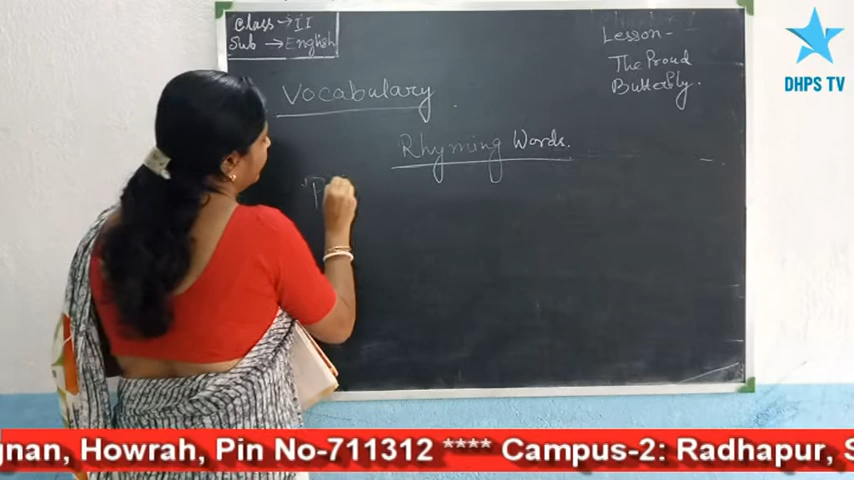 Class → II
Sub → English
Lesson-
The Proud
Butterfly.
Vocabulary
Rhyming Words.
DHPS TV
gnan, Howrah, Pin No-711312 **** Campus-2: Radhapur, S